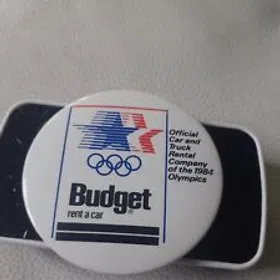 Official
Car and
Truck
Rental
Company
of the 1984
Olympics
Budget
rent a car